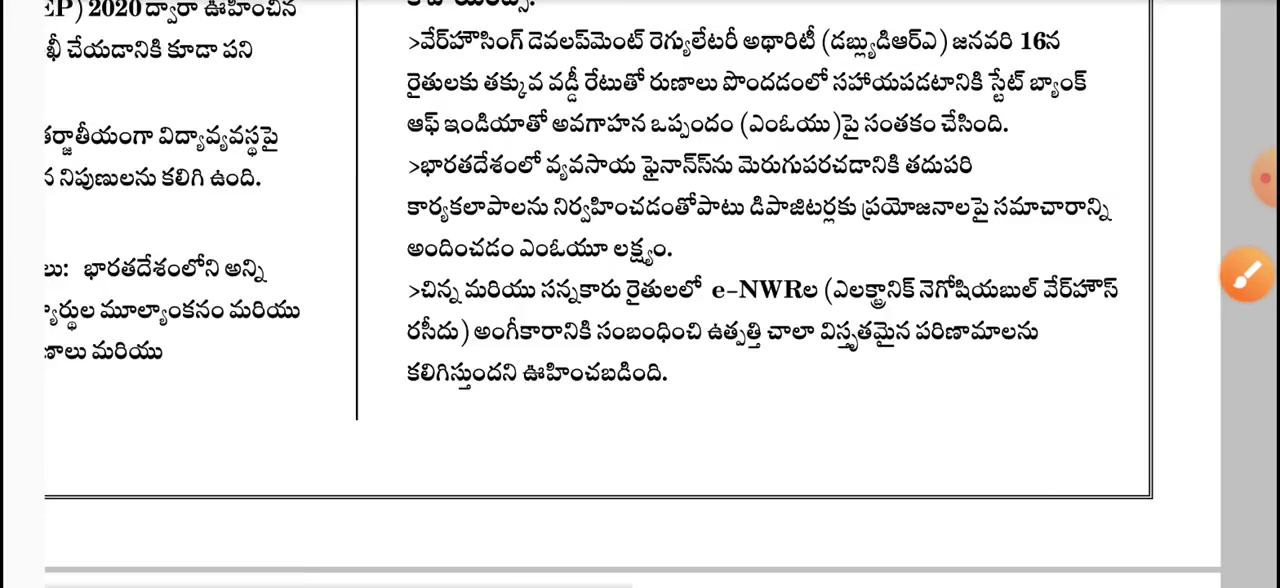 EP) 2020 ద్వారా ఊహించిన
ఖీ చేయడానికి కూడా పని
తర్జాతీయంగా విద్యావ్యవస్థపై
న నిపుణులను కలిగి ఉంది.
లు: భారతదేశంలోని అన్ని
్యార్థుల మూల్యాంకనం మరియు
ణాలు మరియు
>వేర్‌హౌసింగ్ డెవలప్‌మెంట్ రెగ్యులేటరీ అథారిటీ (డబ్ల్యుడిఆర్ఎ) జనవరి 16న
రైతులకు తక్కువ వడ్డీ రేటుతో రుణాలు పొందడంలో సహాయపడటానికి స్టేట్ బ్యాంక్
ఆఫ్ ఇండియాతో అవగాహన ఒప్పందం (ఎంఓయు)పై సంతకం చేసింది.
>భారతదేశంలో వ్యవసాయ ఫైనాన్స్‌ను మెరుగుపరచడానికి తదుపరి
కార్యకలాపాలను నిర్వహించడంతోపాటు డిపాజిటర్లకు ప్రయోజనాలపై సమాచారాన్ని
అందించడం ఎంఓయూ లక్ష్యం.
>చిన్న మరియు సన్నకారు రైతులలో e-NWRల (ఎలక్ట్రానిక్ నెగోషియబుల్ వేర్‌హౌస్
రసీదు) అంగీకారానికి సంబంధించి ఉత్పత్తి చాలా విస్తృతమైన పరిణామాలను
కలిగిస్తుందని ఊహించబడింది.